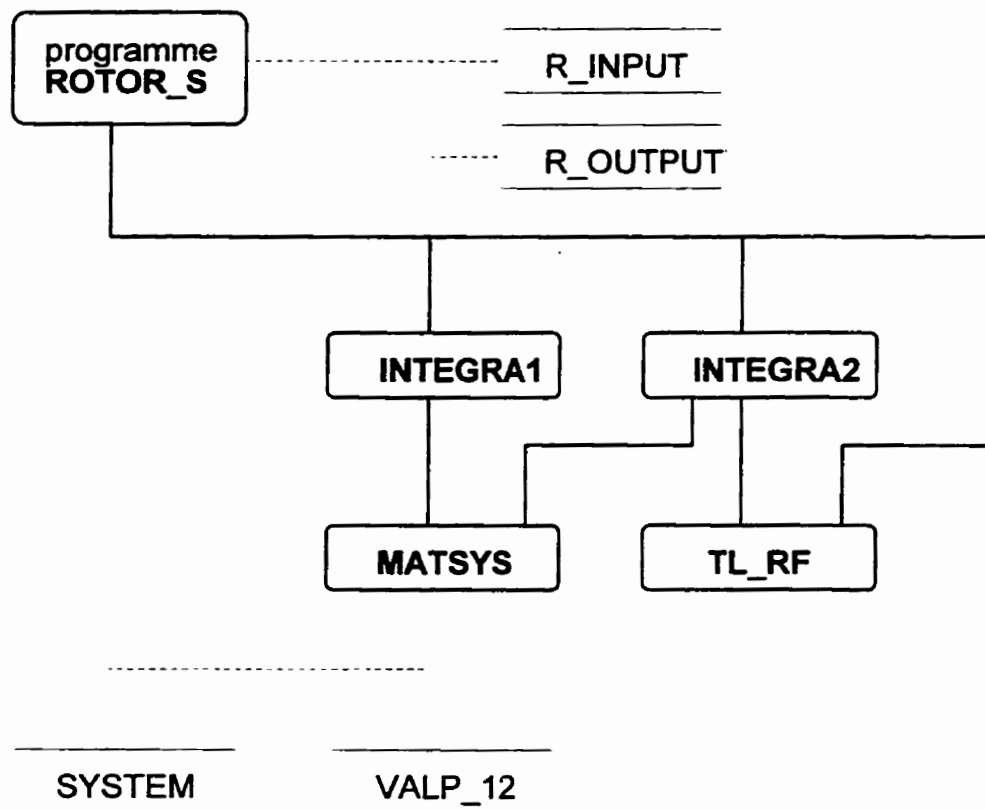 programme
ROTOR_S
R_INPUT
R_OUTPUT
INTEGRA1
INTEGRA2
MATSYS
TL_RF
SYSTEM
VALP_12